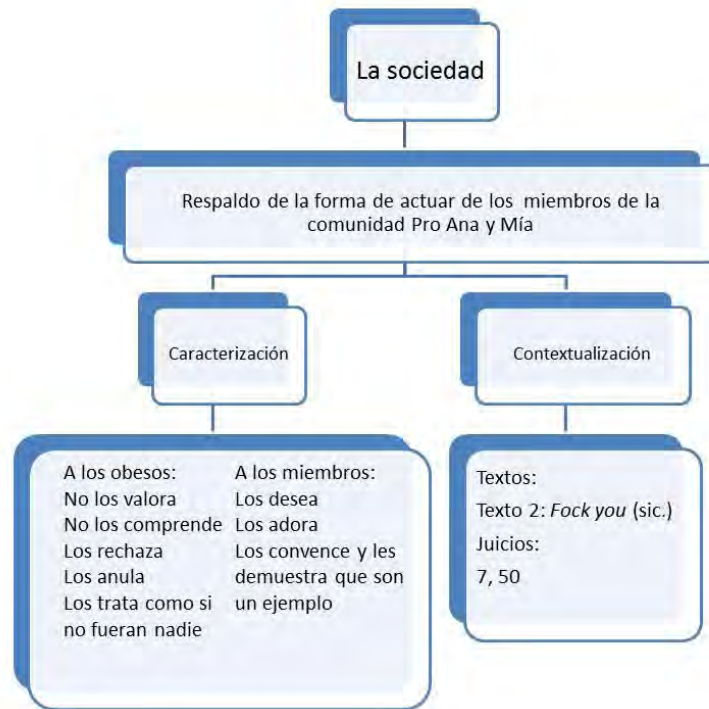 La sociedad
Respaldo de la forma de actuar de los miembros de la
comunidad Pro Ana y Mía
Caracterización
Contextualización
A los obesos:
No los valora
No los comprende
Los rechaza
Los anula
Los trata como si
no fueran nadie
A los miembros:
Los desea
Los adora
Los convence y les
demuestra que son
un ejemplo
Textos:
Texto 2: Fock you (sic.)
Juicios:
7, 50